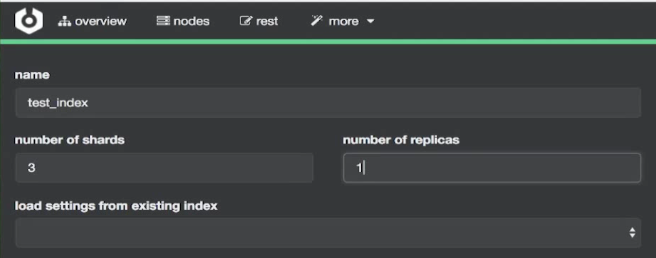 overview nodes rest more
name
test_index
number of shards number of replicas
3 1
load settings from existing index